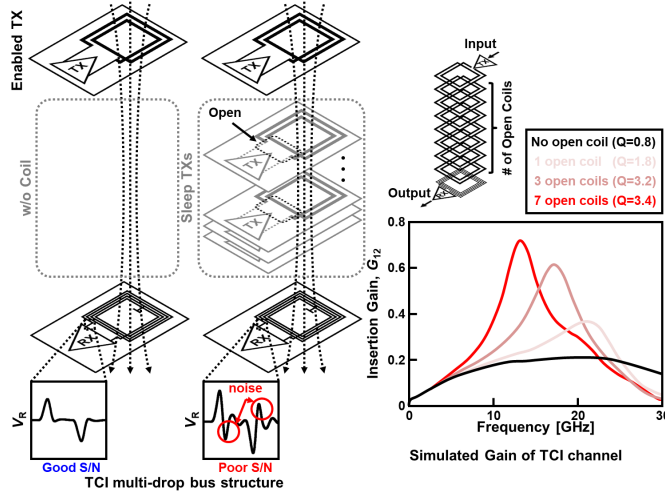 Enabled TX
TX
TX
w/o Coil
Sleep TXs
Open
TX
TX
RX
RX
VR
VR
noise
Good S/N
Poor S/N
TCI multi-drop bus structure
Input
TX
# of Open Coils
Output
RX
No open coil (Q=0.8)
1 open coil (Q=1.8)
3 open coils (Q=3.2)
7 open coils (Q=3.4)
Insertion Gain, G12
0.8
0.6
0.4
0.2
0
0
10
20
30
Frequency [GHz]
Simulated Gain of TCI channel